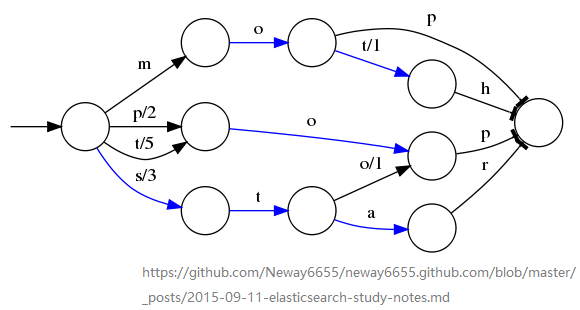 p
o
t/1
m
h
p/2
o
p
t/5
o/1
r
s/3
t
a
https://github.com/Neway6655/neway6655.github.com/blob/master/
_posts/2015-09-11-elasticsearch-study-notes.md